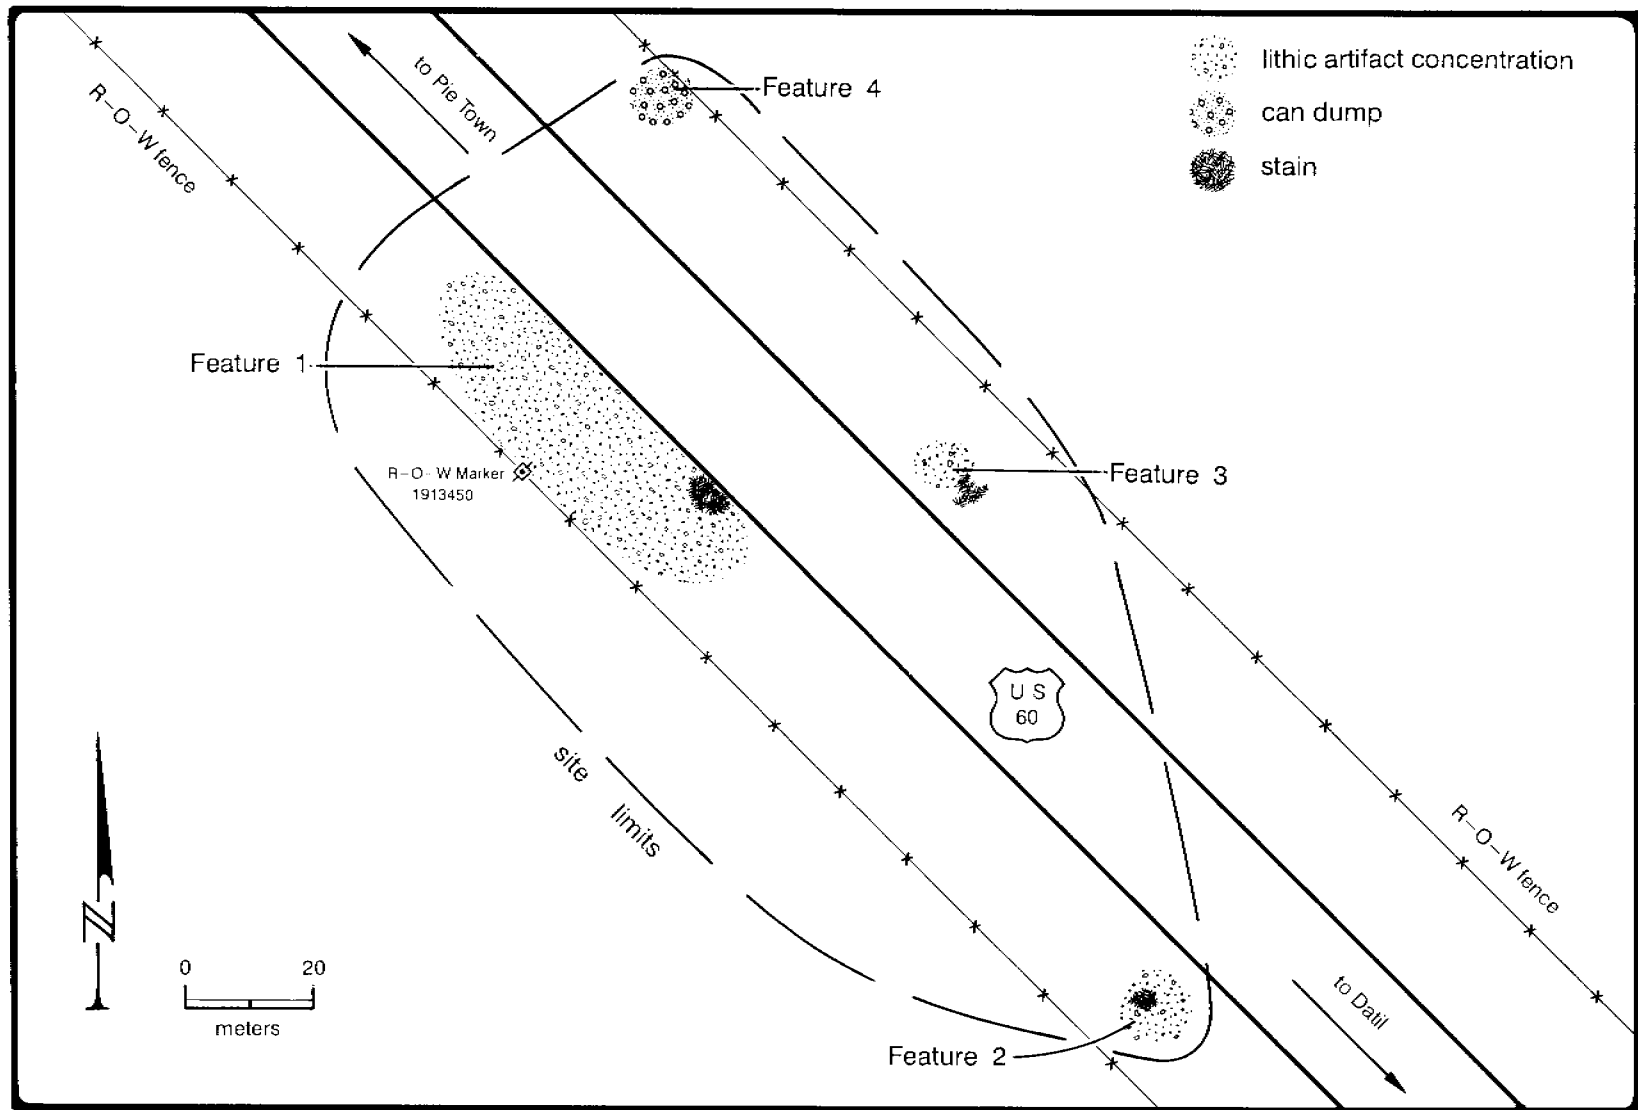 lithic artifact concentration
can dump
stain
to Pie Town
Feature 4
R-O-W fence
Feature 1
R-O-W Marker
1913450
Feature 3
U S
60
site
limits
R-O-W fence
N
0 20
meters
to Datil
Feature 2